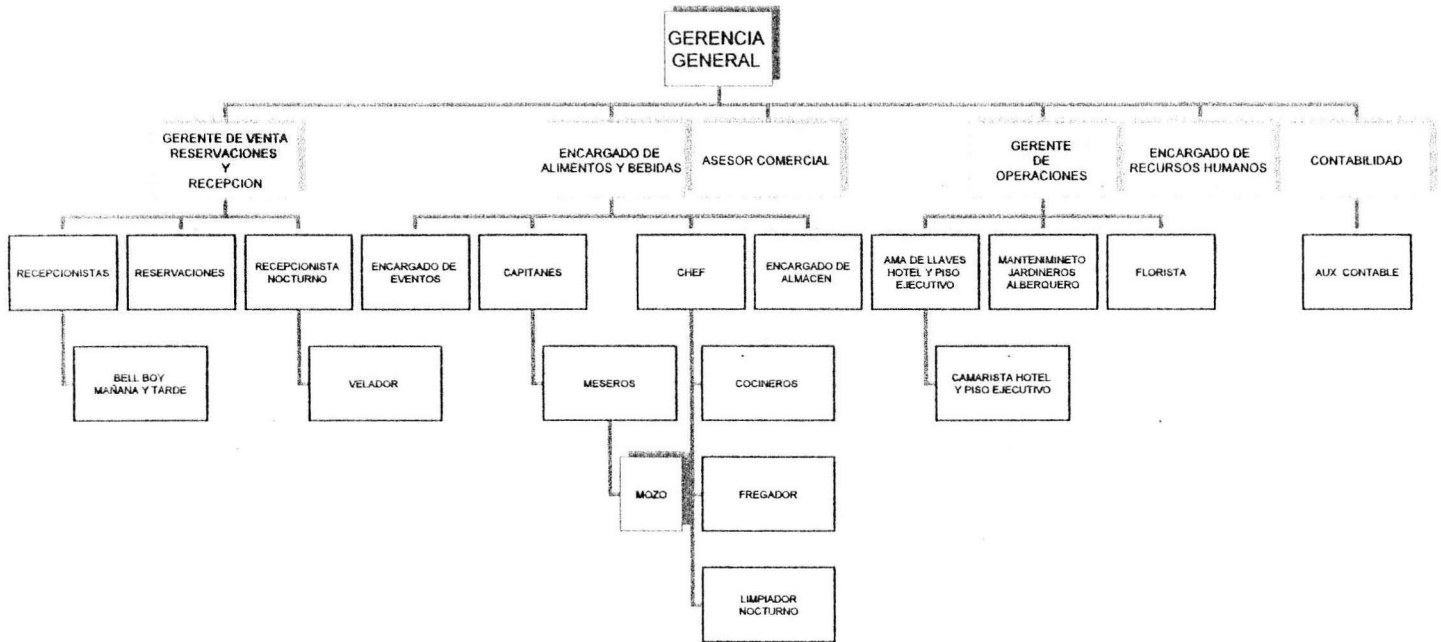 GERENCIA
GENERAL
GERENTE DE VENTA
RESERVACIONES
Y
RECEPCION
ENCARGADO DE
ALIMENTOS Y BEBIDAS
ASESOR COMERCIAL
GERENTE
DE
OPERACIONES
ENCARGADO DE
RECURSOS HUMANOS
CONTABILIDAD
RECEPCIONISTAS
RESERVACIONES
RECEPCIONISTA
NOCTURNO
ENCARGADO DE
EVENTOS
CAPITANES
CHEF
ENCARGADO DE
ALMACEN
AMA DE LLAVES
HOTEL Y PISO
EJECUTIVO
MANTENIMINETO
JARDINEROS
ALBERQUERO
FLORISTA
AUX CONTABLE
BELL BOY
MAÑANA Y TARDE
VELADOR
MESEROS
COCINEROS
CAMARISTA HOTEL
Y PISO EJECUTIVO
MOZO
FREGADOR
LIMPIADOR
NOCTURNO